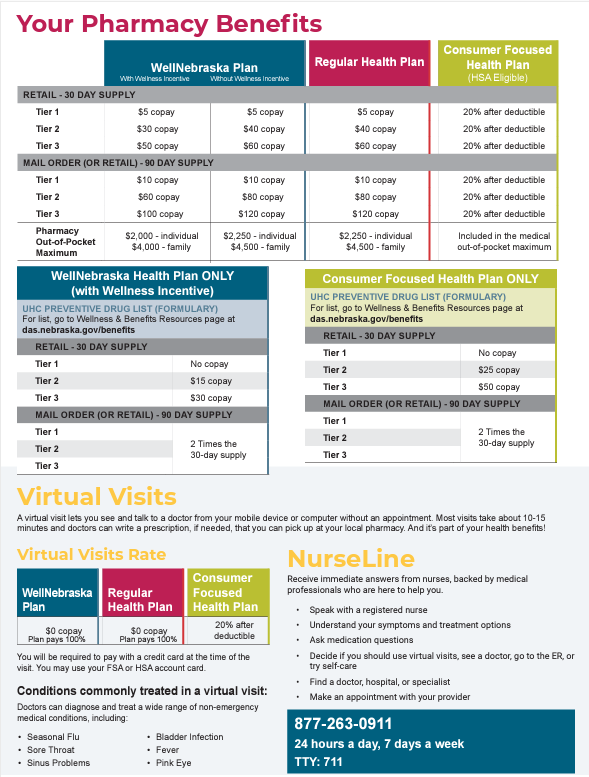 Your Pharmacy Benefits
WellNebraska Plan
With Wellness Incentive Without Wellness Incentive
Regular Health Plan
Consumer Focused
Health Plan
(HSA Eligible)
RETAIL - 30 DAY SUPPLY
Tier 1 $5 copay $5 copay $5 copay 20% after deductible
Tier 2 $30 copay $40 copay $40 copay 20% after deductible
Tier 3 $50 copay $60 copay $60 copay 20% after deductible
MAIL ORDER (OR RETAIL) - 90 DAY SUPPLY
Tier 1 $10 copay $10 copay $10 copay 20% after deductible
Tier 2 $60 copay $80 copay $80 copay 20% after deductible
Tier 3 $100 copay $120 copay $120 copay 20% after deductible
Pharmacy
Out-of-Pocket
Maximum
$2,000 - individual
$4,000 - family
$2,250 - individual
$4,500 - family
$2,250 - individual
$4,500 - family
Included in the medical
out-of-pocket maximum
WellNebraska Health Plan ONLY
(with Wellness Incentive)
UHC PREVENTIVE DRUG LIST (FORMULARY)
For list, go to Wellness & Benefits Resources page at
das.nebraska.gov/benefits
RETAIL - 30 DAY SUPPLY
Tier 1 No copay
Tier 2 $15 copay
Tier 3 $30 copay
MAIL ORDER (OR RETAIL) - 90 DAY SUPPLY
Tier 1
Tier 2
Tier 3
2 Times the
30-day supply
Consumer Focused Health Plan ONLY
UHC PREVENTIVE DRUG LIST (FORMULARY)
For list, go to Wellness & Benefits Resources page at
das.nebraska.gov/benefits
RETAIL - 30 DAY SUPPLY
Tier 1 No copay
Tier 2 $25 copay
Tier 3 $50 copay
MAIL ORDER (OR RETAIL) - 90 DAY SUPPLY
Tier 1
Tier 2
Tier 3
2 Times the
30-day supply
Virtual Visits
A virtual visit lets you see and talk to a doctor from your mobile device or computer without an appointment. Most visits take about 10-15
minutes and doctors can write a prescription, if needed, that you can pick up at your local pharmacy. And it's part of your health benefits!
Virtual Visits Rate
WellNebraska
Plan
Regular
Health Plan
Consumer
Focused
Health Plan
$0 copay
Plan pays 100%
$0 copay
Plan pays 100%
20% after
deductible
You will be required to pay with a credit card at the time of the
visit. You may use your FSA or HSA account card.
Conditions commonly treated in a virtual visit:
Doctors can diagnose and treat a wide range of non-emergency
medical conditions, including:
• Seasonal Flu
• Sore Throat
• Sinus Problems
• Bladder Infection
• Fever
• Pink Eye
NurseLine
Receive immediate answers from nurses, backed by medical
professionals who are here to help you.
• Speak with a registered nurse
• Understand your symptoms and treatment options
• Ask medication questions
• Decide if you should use virtual visits, see a doctor, go to the ER, or
try self-care
• Find a doctor, hospital, or specialist
• Make an appointment with your provider
877-263-0911
24 hours a day, 7 days a week
TTY: 711